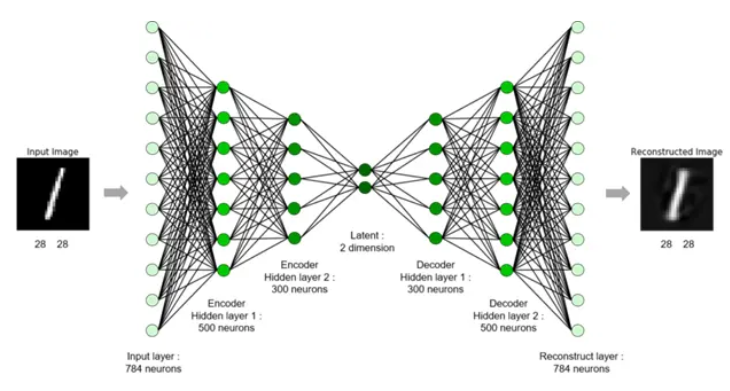 Input Image
28 28
Input layer :
784 neurons
Encoder
Hidden layer 1 :
500 neurons
Encoder
Hidden layer 2 :
300 neurons
Latent :
2 dimension
Decoder
Hidden layer 1 :
300 neurons
Decoder
Hidden layer 2 :
500 neurons
Reconstruct layer :
784 neurons
Reconstructed Image
28 28